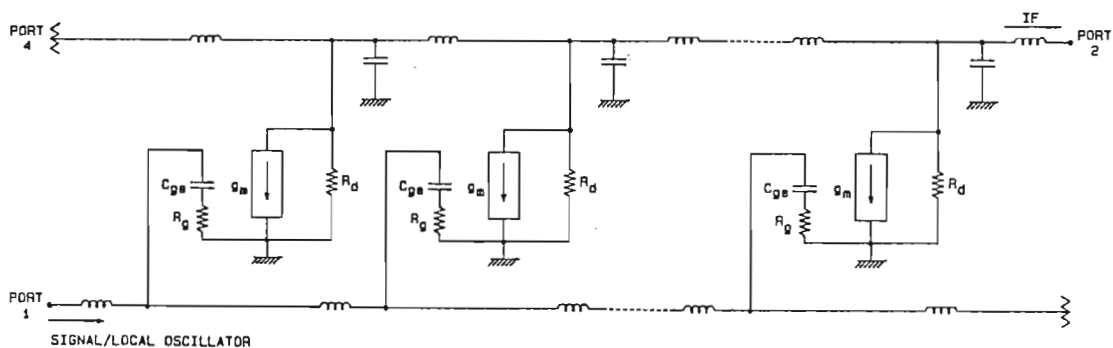 PORT
4
IF
PORT
2
Cgs
Rg
gm
Rd
Cgs
Rg
gm
Rd
Cgs
Rg
gm
Rd
PORT
1
SIGNAL/LOCAL OSCILLATOR